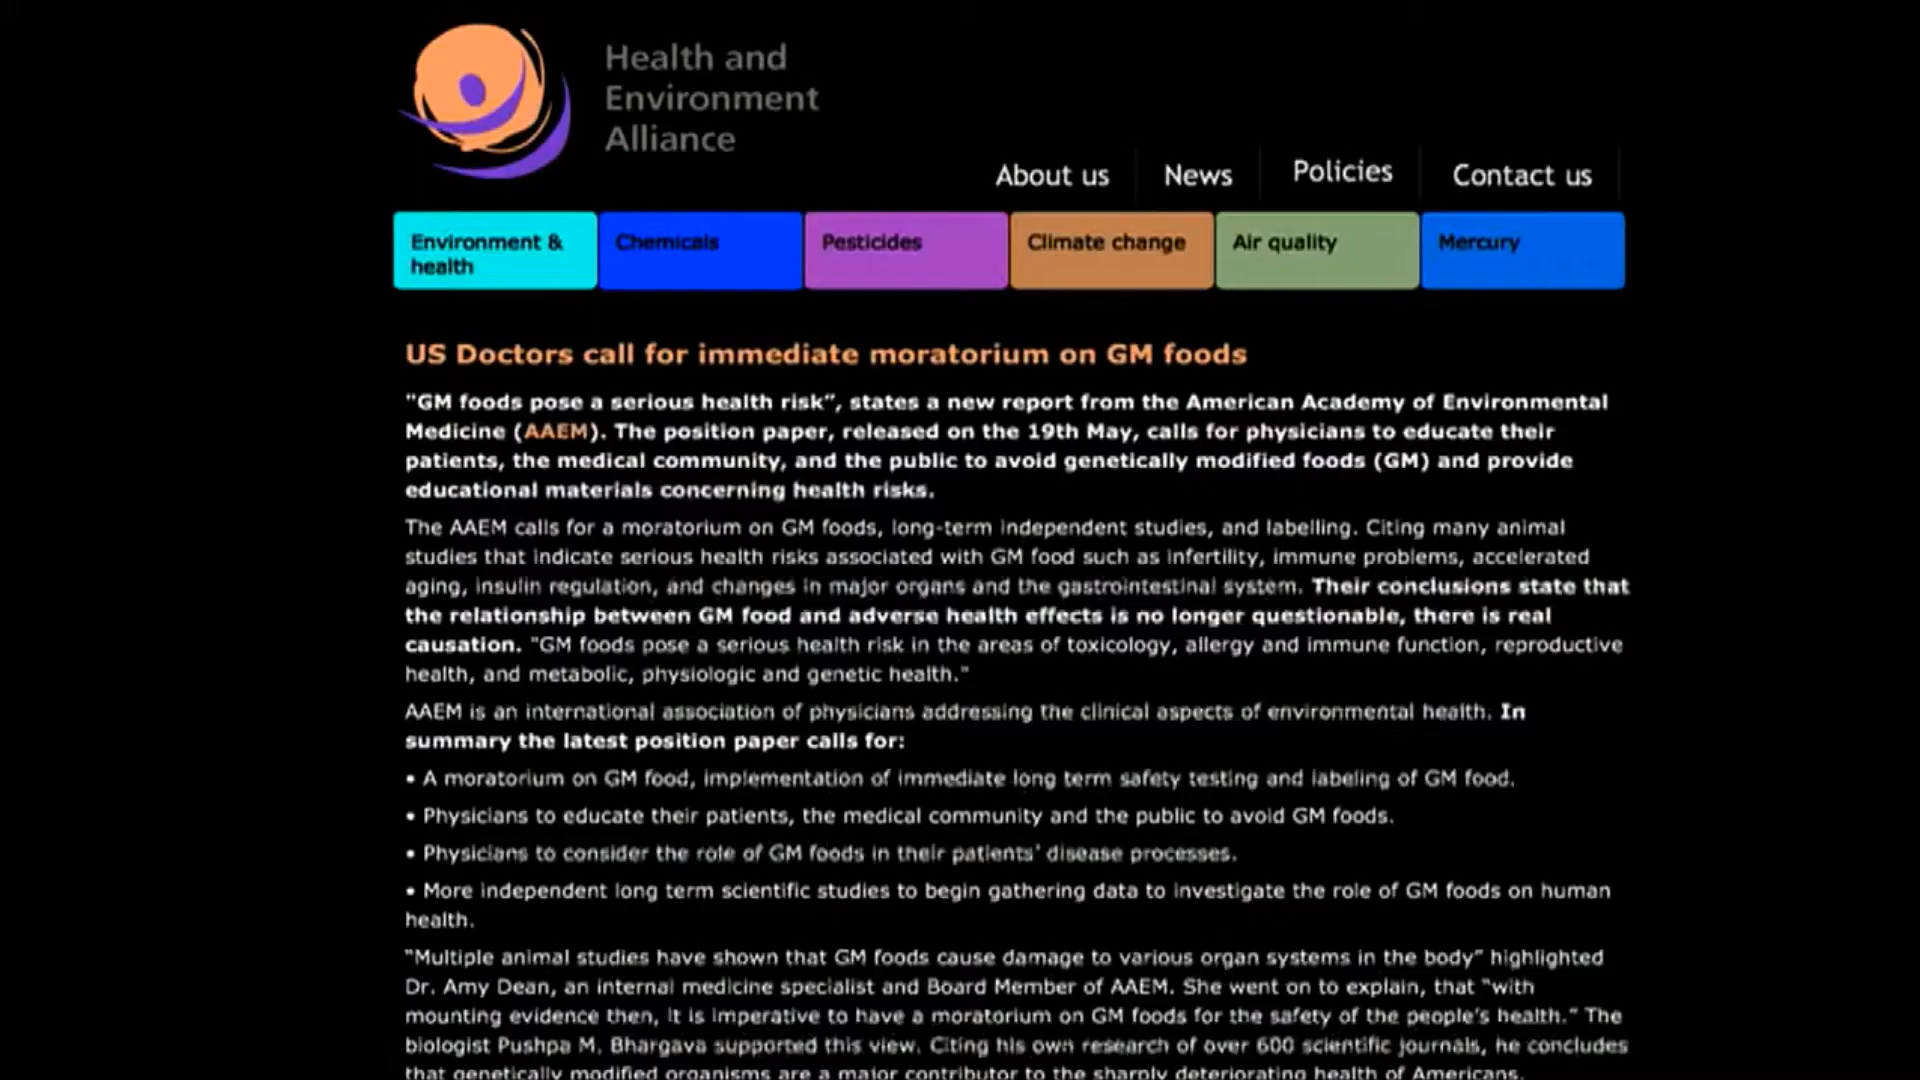 Health and
Environment
Alliance
About us
News
Policies
Contact us
Environment &
health
Chemicals
Pesticides
Climate change
Air quality
Mercury
US Doctors call for immediate moratorium on GM foods
"GM foods pose a serious health risk”, states a new report from the American Academy of Environmental
Medicine (AAEM). The position paper, released on the 19th May, calls for physicians to educate their
patients, the medical community, and the public to avoid genetically modified foods (GM) and provide
educational materials concerning health risks.
The AAEM calls for a moratorium on GM foods, long-term independent studies, and labelling. Citing many animal
studies that indicate serious health risks associated with GM food such as infertility, immune problems, accelerated
aging, insulin regulation, and changes in major organs and the gastrointestinal system. Their conclusions state that
the relationship between GM food and adverse health effects is no longer questionable, there is real
causation. "GM foods pose a serious health risk in the areas of toxicology, allergy and immune function, reproductive
health, and metabolic, physiologic and genetic health."
AAEM is an international association of physicians addressing the clinical aspects of environmental health. In
summary the latest position paper calls for:
• A moratorium on GM food, implementation of immediate long term safety testing and labeling of GM food.
• Physicians to educate their patients, the medical community and the public to avoid GM foods.
• Physicians to consider the role of GM foods in their patients' disease processes.
• More independent long term scientific studies to begin gathering data to investigate the role of GM foods on human
health.
“Multiple animal studies have shown that GM foods cause damage to various organ systems in the body” highlighted
Dr. Amy Dean, an internal medicine specialist and Board Member of AAEM. She went on to explain, that “with
mounting evidence then, it is imperative to have a moratorium on GM foods for the safety of the people’s health.” The
biologist Pushpa M. Bhargava supported this view. Citing his own research of over 600 scientific journals, he concludes
that genetically modified organisms are a major contributor to the sharply deteriorating health of Americans.